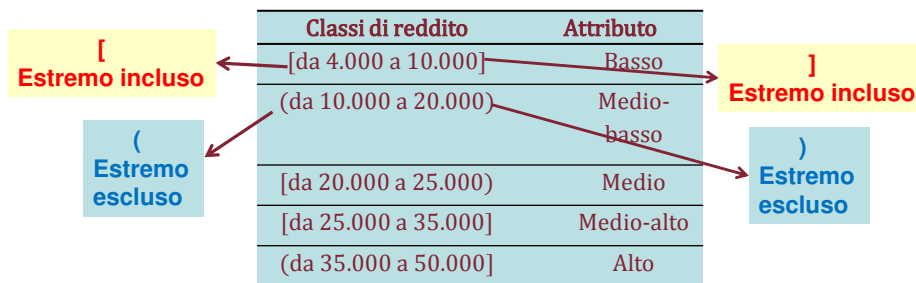 Classi di reddito Attributo
[
Estremo incluso
[da 4.000 a 10.000] Basso
]
Estremo incluso
(da 10.000 a 20.000) Medio-
basso
(
Estremo
escluso
)
Estremo
escluso
[da 20.000 a 25.000) Medio
[da 25.000 a 35.000] Medio-alto
(da 35.000 a 50.000] Alto